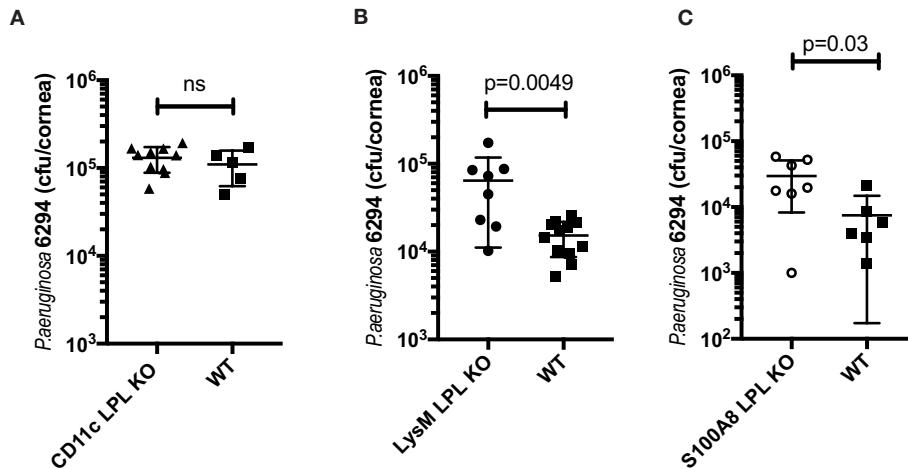 A
P.aeruginosa 6294 (cfu/cornea)
10⁶
10⁵
10⁴
10³
ns
CD11c LPL KO
WT
B
P.aeruginosa 6294 (cfu/cornea)
10⁶
10⁵
10⁴
10³
p=0.0049
LysM LPL KO
WT
C
P.aeruginosa 6294 (cfu/cornea)
10⁶
10⁵
10⁴
10³
10²
p=0.03
S100A8 LPL KO
WT